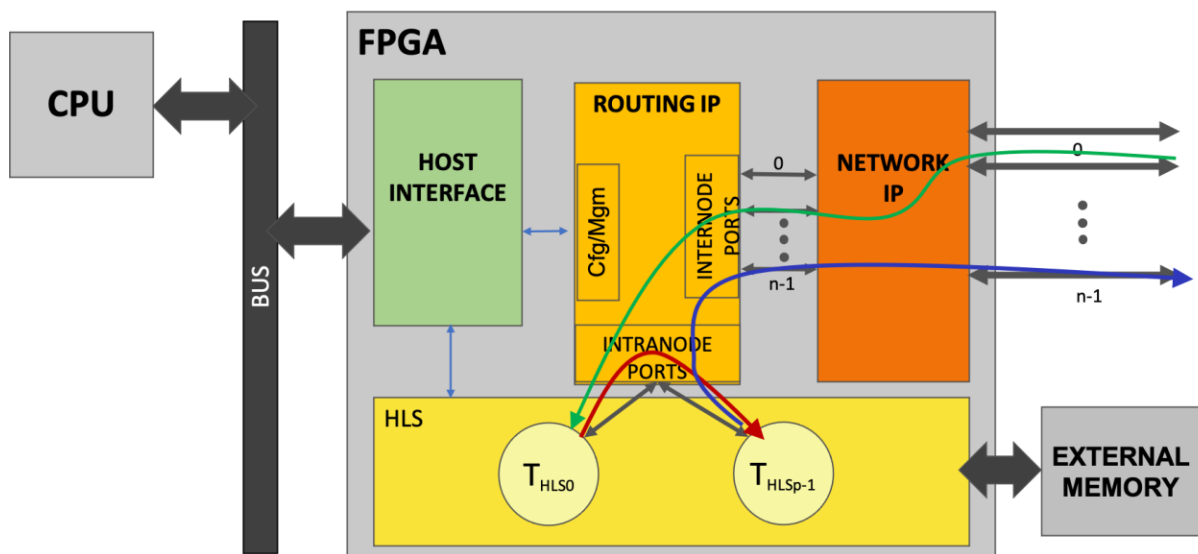 FPGA
CPU
BUS
HOST
INTERFACE
ROUTING IP
Cfg/Mgm
INTERNODE
PORTS
INTRANODE
PORTS
0
n-1
NETWORK
IP
0
n-1
HLS
THLS0
THLSp-1
EXTERNAL
MEMORY